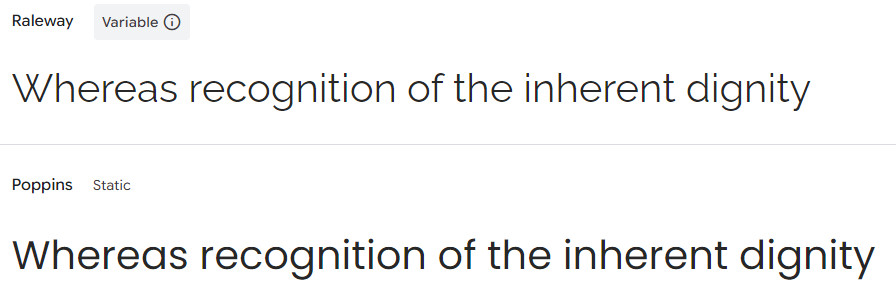 Raleway Variable
Whereas recognition of the inherent dignity
Poppins Static
Whereas recognition of the inherent dignity